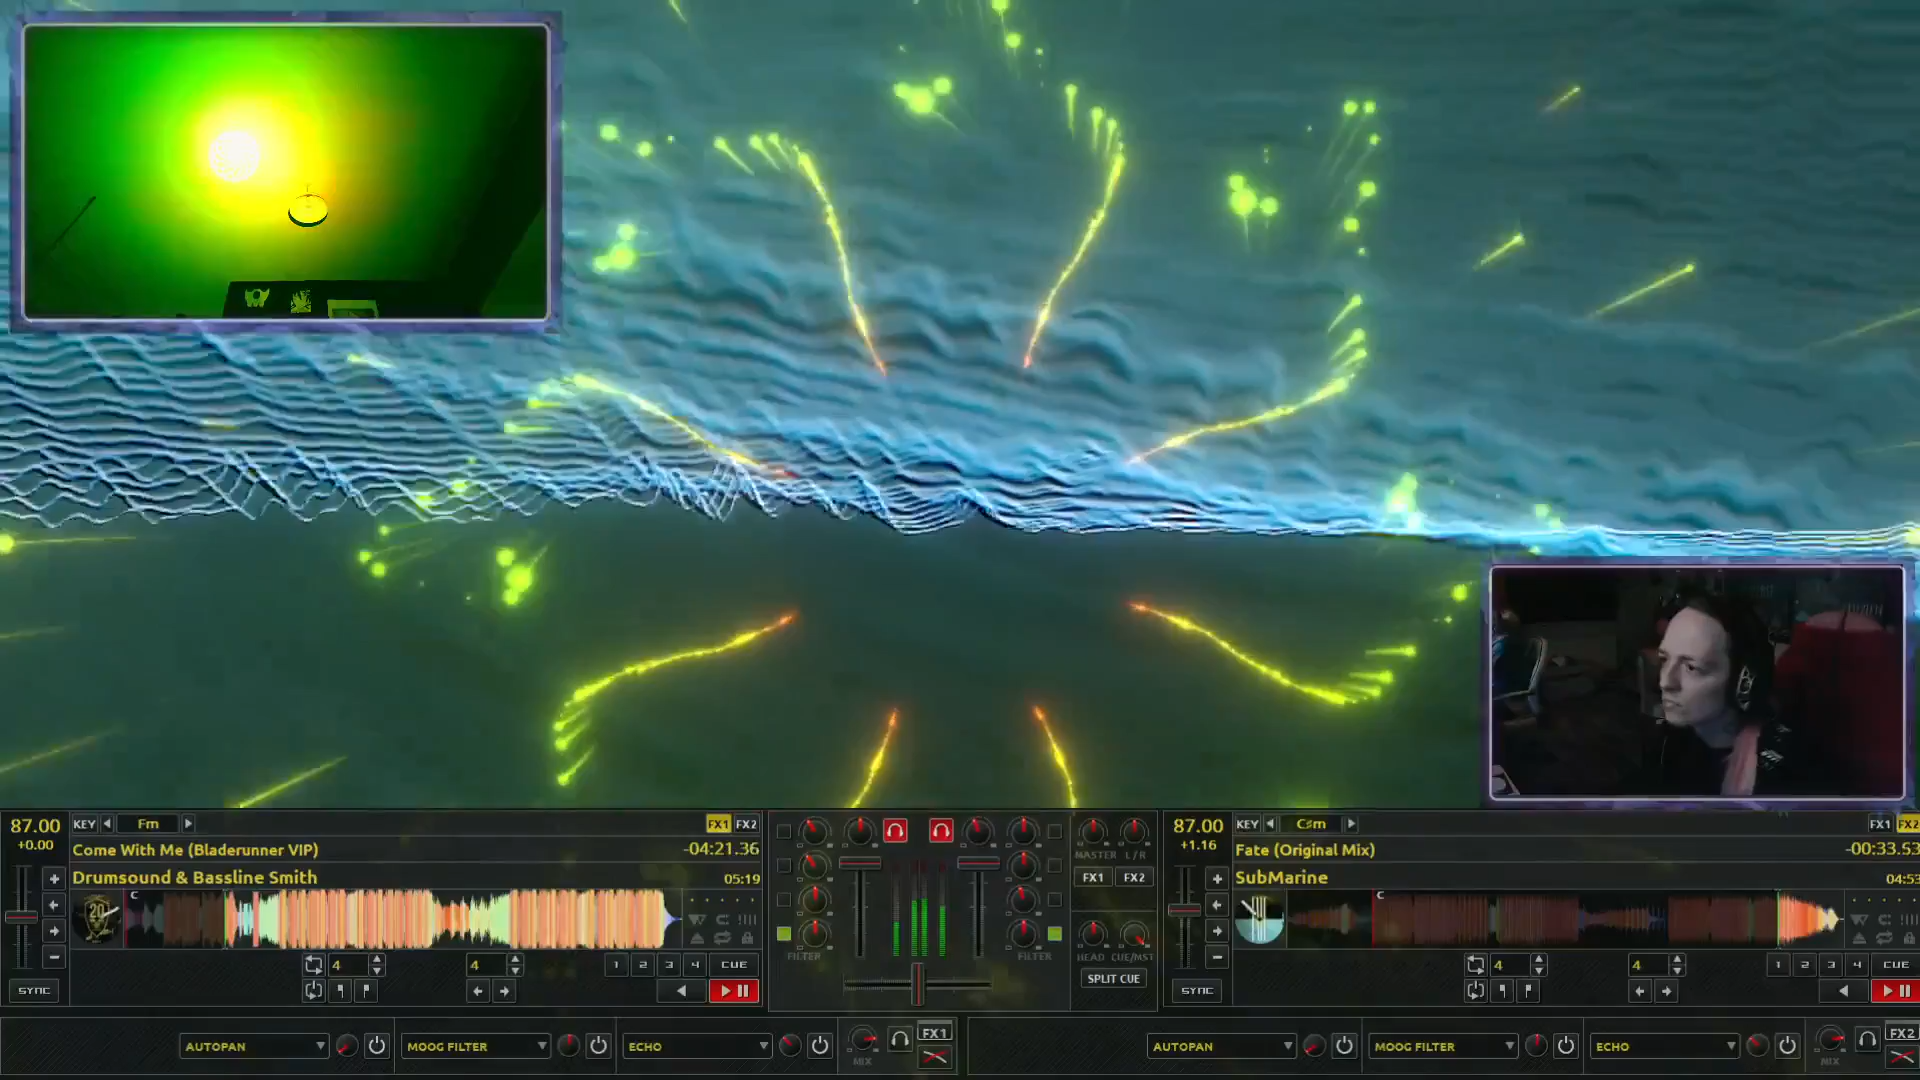 87.00
+0.00
KEY Fm FX1 FX2
Come With Me (Bladerunner VIP) -04:21.36
Drumsound & Bassline Smith 05:19
20
C
4 4 1 2 3 4 CUE
SYNC
FILTER FILTER
MASTER L/R
FX1 FX2
HEAD CUE/MST
SPLIT CUE
87.00
+1.16
KEY C#m FX1 FX2
Fate (Original Mix) -00:33.53
SubMarine 04:53
C
4 4 1 2 3 4 CUE
SYNC
AUTOPAN MOOG FILTER ECHO MIX FX1
AUTOPAN MOOG FILTER ECHO MIX FX2